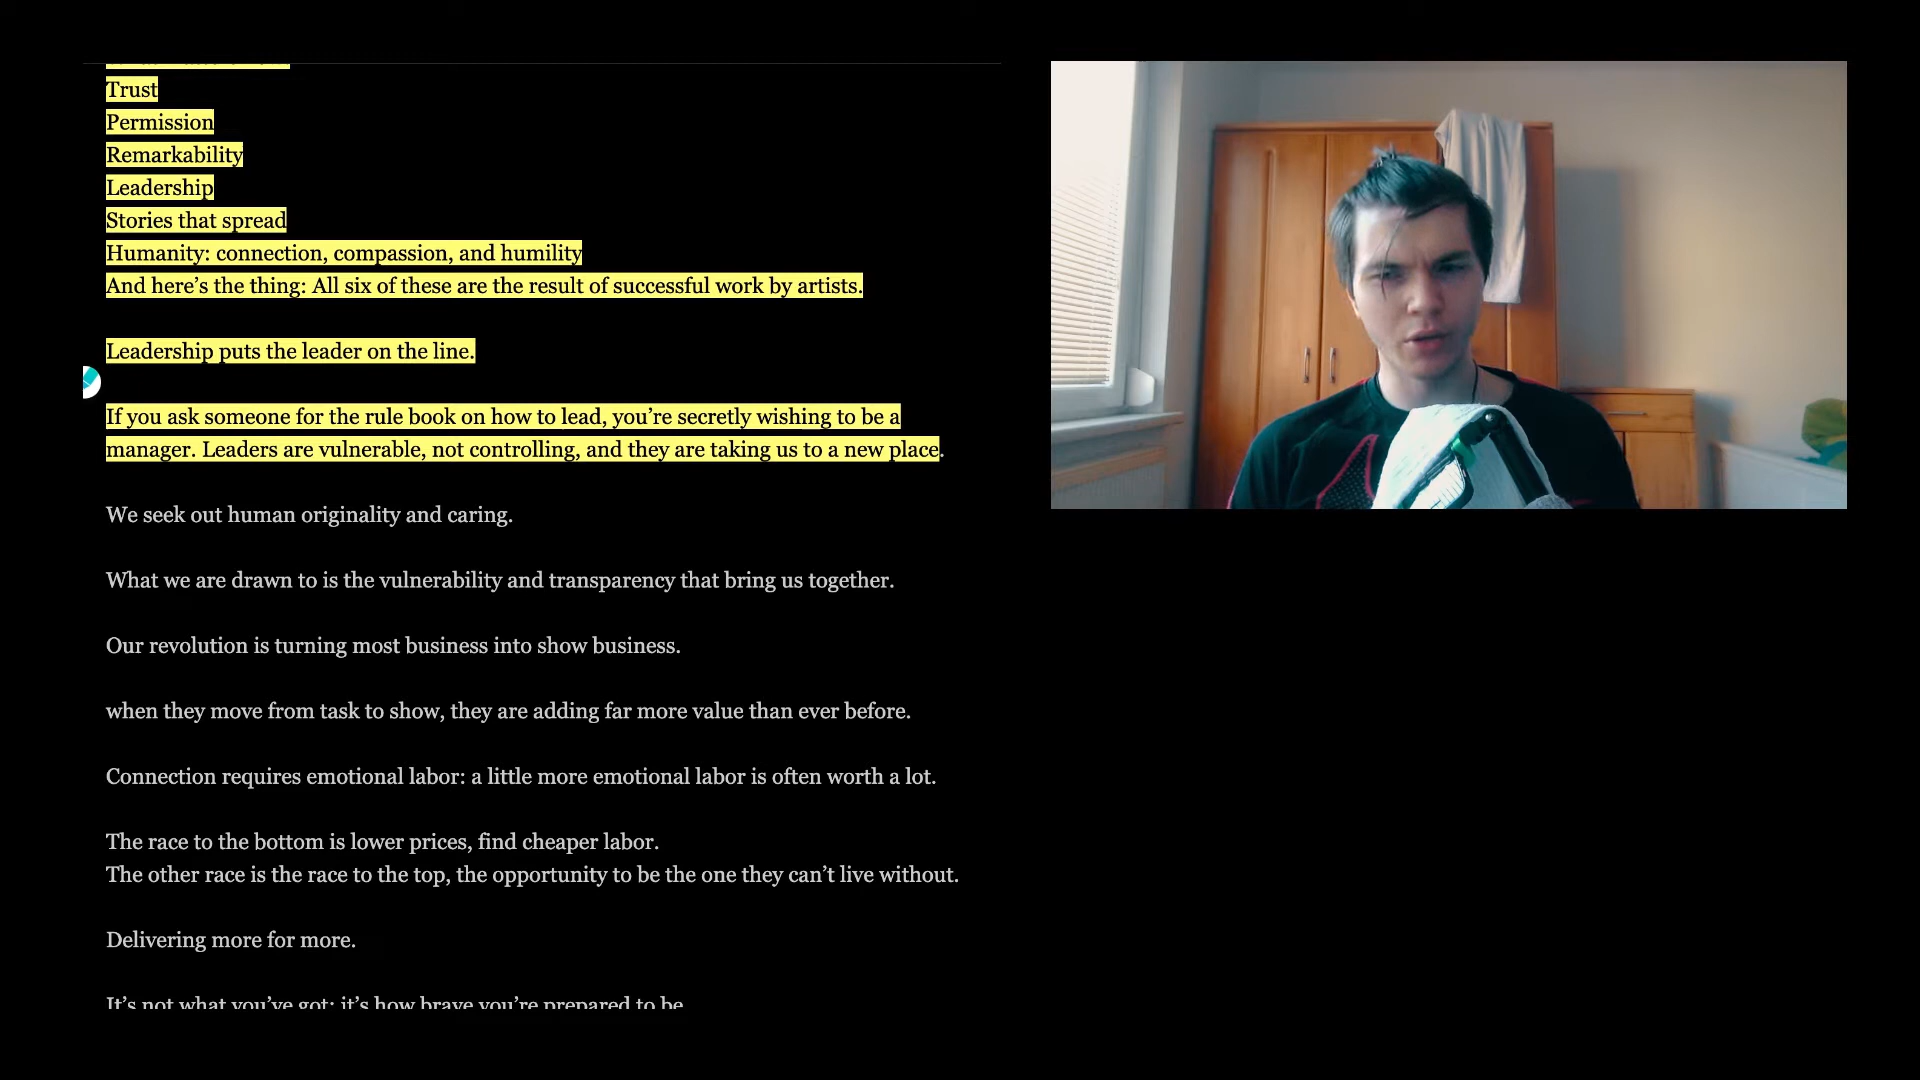 Trust
Permission
Remarkability
Leadership
Stories that spread
Humanity: connection, compassion, and humility
And here’s the thing: All six of these are the result of successful work by artists.
Leadership puts the leader on the line.
If you ask someone for the rule book on how to lead, you’re secretly wishing to be a
manager. Leaders are vulnerable, not controlling, and they are taking us to a new place.
We seek out human originality and caring.
What we are drawn to is the vulnerability and transparency that bring us together.
Our revolution is turning most business into show business.
when they move from task to show, they are adding far more value than ever before.
Connection requires emotional labor: a little more emotional labor is often worth a lot.
The race to the bottom is lower prices, find cheaper labor.
The other race is the race to the top, the opportunity to be the one they can’t live without.
Delivering more for more.
It’s not what you’ve got; it’s how brave you’re prepared to be